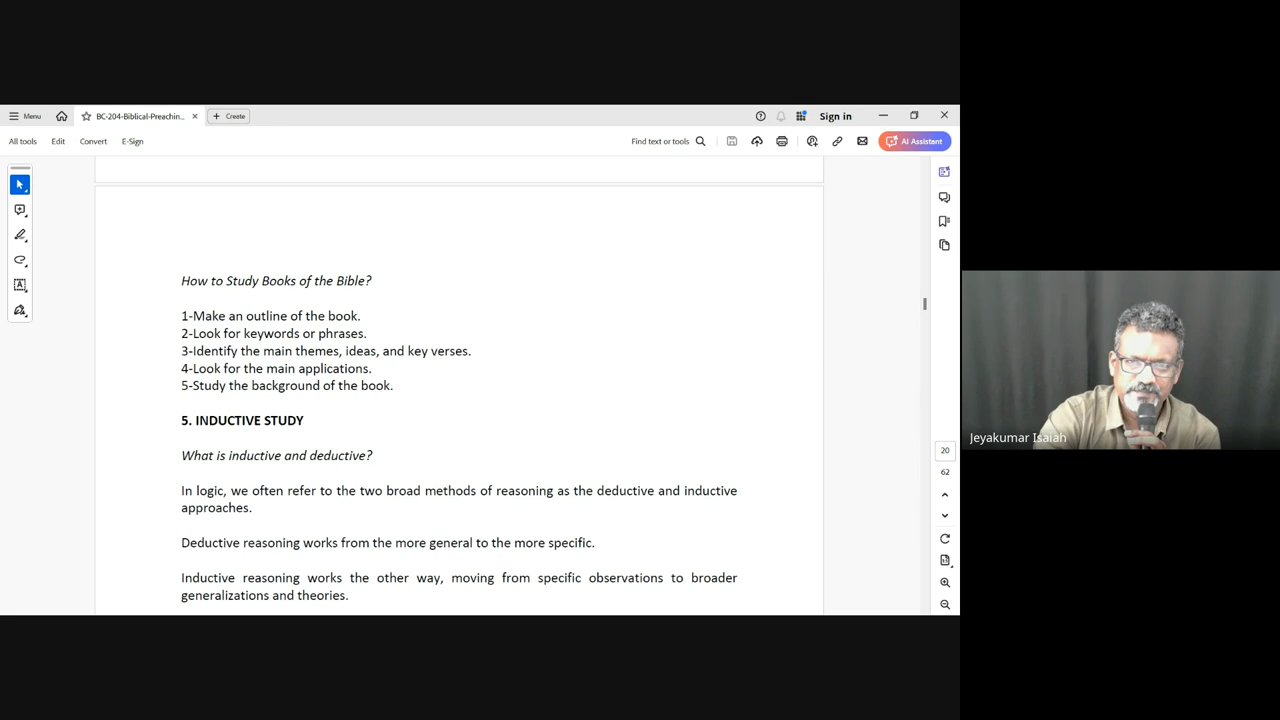 Menu
BC-204-Biblical-Preachin...
Create
Sign in
All tools
Edit
Convert
E-Sign
Find text or tools
AI Assistant
How to Study Books of the Bible?
1-Make an outline of the book.
2-Look for keywords or phrases.
3-Identify the main themes, ideas, and key verses.
4-Look for the main applications.
5-Study the background of the book.
5. INDUCTIVE STUDY
What is inductive and deductive?
In logic, we often refer to the two broad methods of reasoning as the deductive and inductive
approaches.
Deductive reasoning works from the more general to the more specific.
Inductive reasoning works the other way, moving from specific observations to broader
generalizations and theories.
20
62
Jeyakumar Isaiah